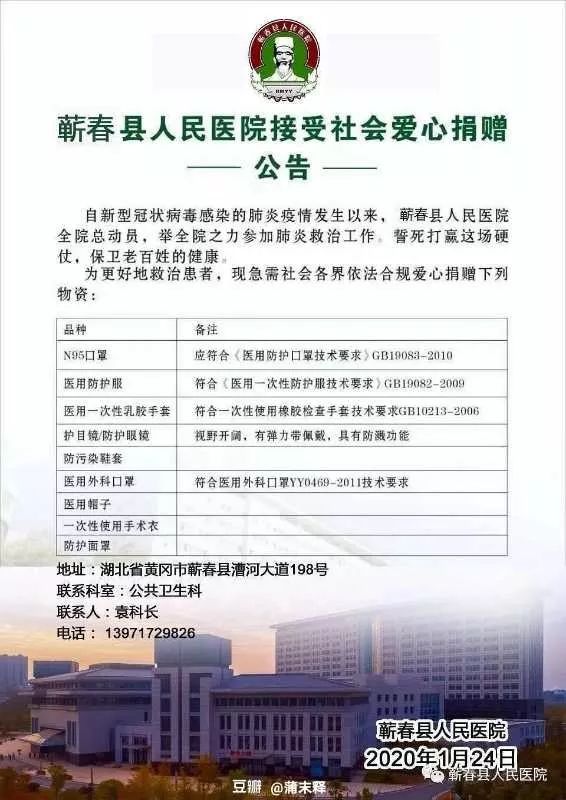 蕲春县人民医院
RMYY
蕲春县人民医院接受社会爱心捐赠
公告
自新型冠状病毒感染的肺炎疫情发生以来，蕲春县人民医院
全院总动员，举全院之力参加肺炎救治工作。誓死打赢这场硬
仗，保卫老百姓的健康。
为更好地救治患者，现急需社会各界依法合规爱心捐赠下列
物资：
品种 备注
N95口罩 应符合《医用防护口罩技术要求》GB19083-2010
医用防护服 符合《医用一次性防护服技术要求》GB19082-2009
医用一次性乳胶手套 符合一次性使用橡胶检查手套技术要求GB10213-2006
护目镜/防护眼镜 视野开阔，有弹力带佩戴，具有防溅功能
防污染鞋套
医用外科口罩 符合医用外科口罩YY0469-2011技术要求
医用帽子
一次性使用手术衣
防护面罩
地址：湖北省黄冈市蕲春县漕河大道198号
联系科室：公共卫生科
联系人：袁科长
电话：13971729826
蕲春县人民医院
2020年1月24日
蕲春县人民医院
豆瓣 @蒲末释